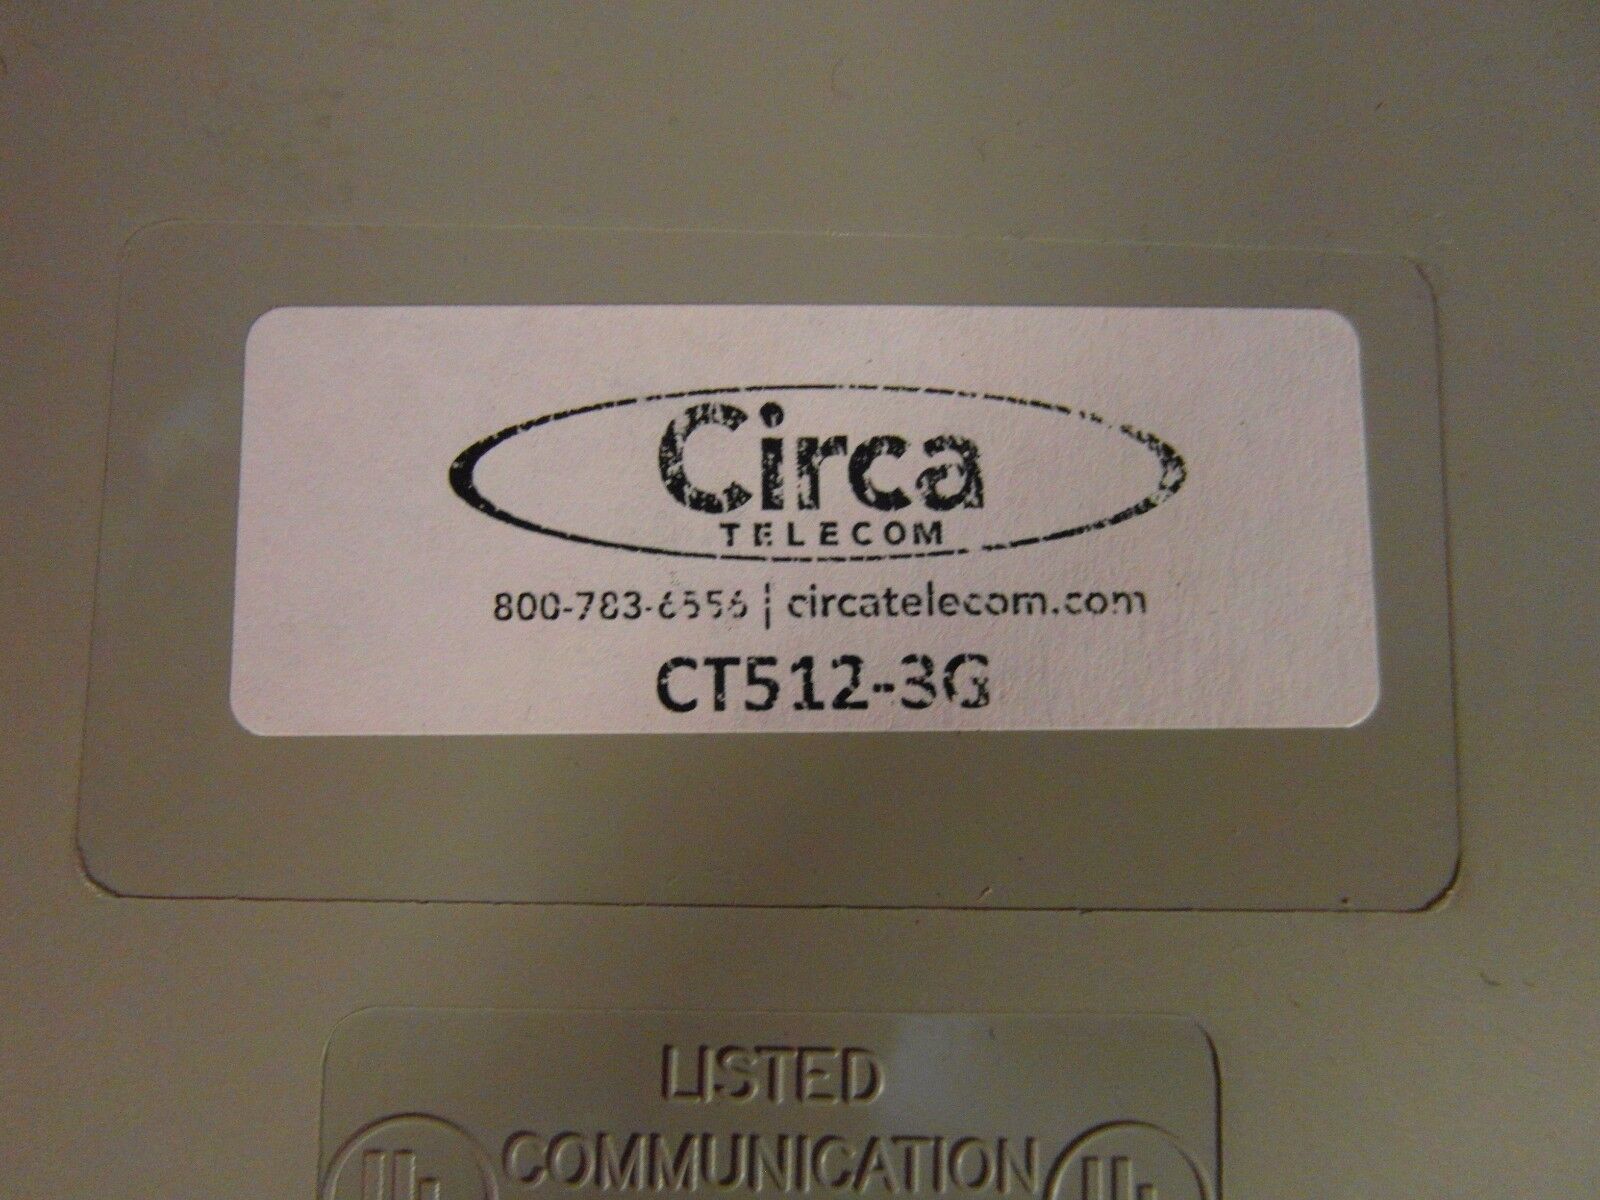 Circa
TELECOM
800-783-6556 | circatelecom.com
CT512-3G
LISTED
COMMUNICATION